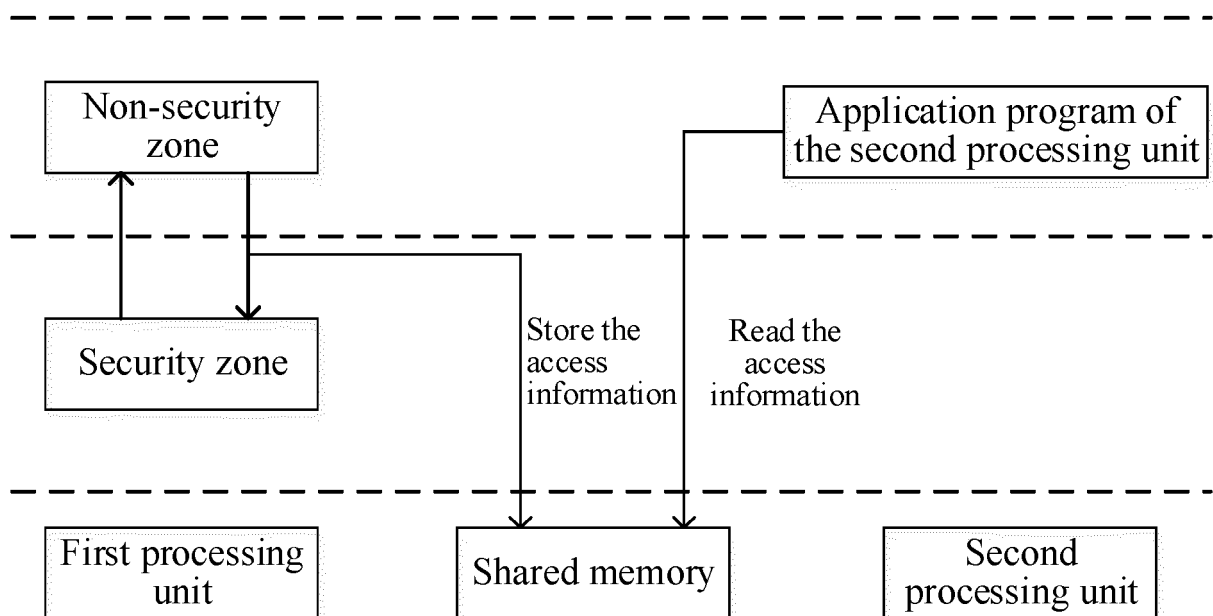 Non-security
zone
Application program of
the second processing unit
Security zone
Store the
access
information
Read the
access
information
First processing
unit
Shared memory
Second
processing unit